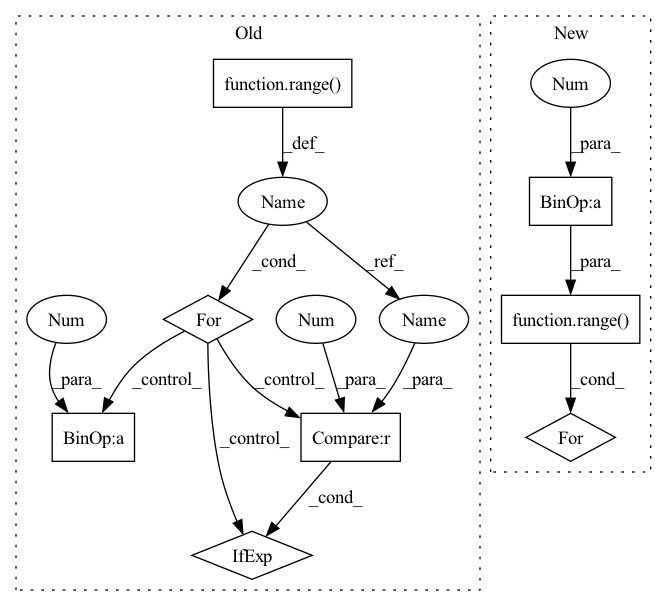 Old
New
function.range()
Num
_def_
_para_
Name
BinOp:a
_cond_
_ref_
_para_
Num
For
Num
Name
function.range()
_para_
_control_
_control_
_para_
_para_
_cond_
_control_
BinOp:a
Compare:r
For
_cond_
IfExp